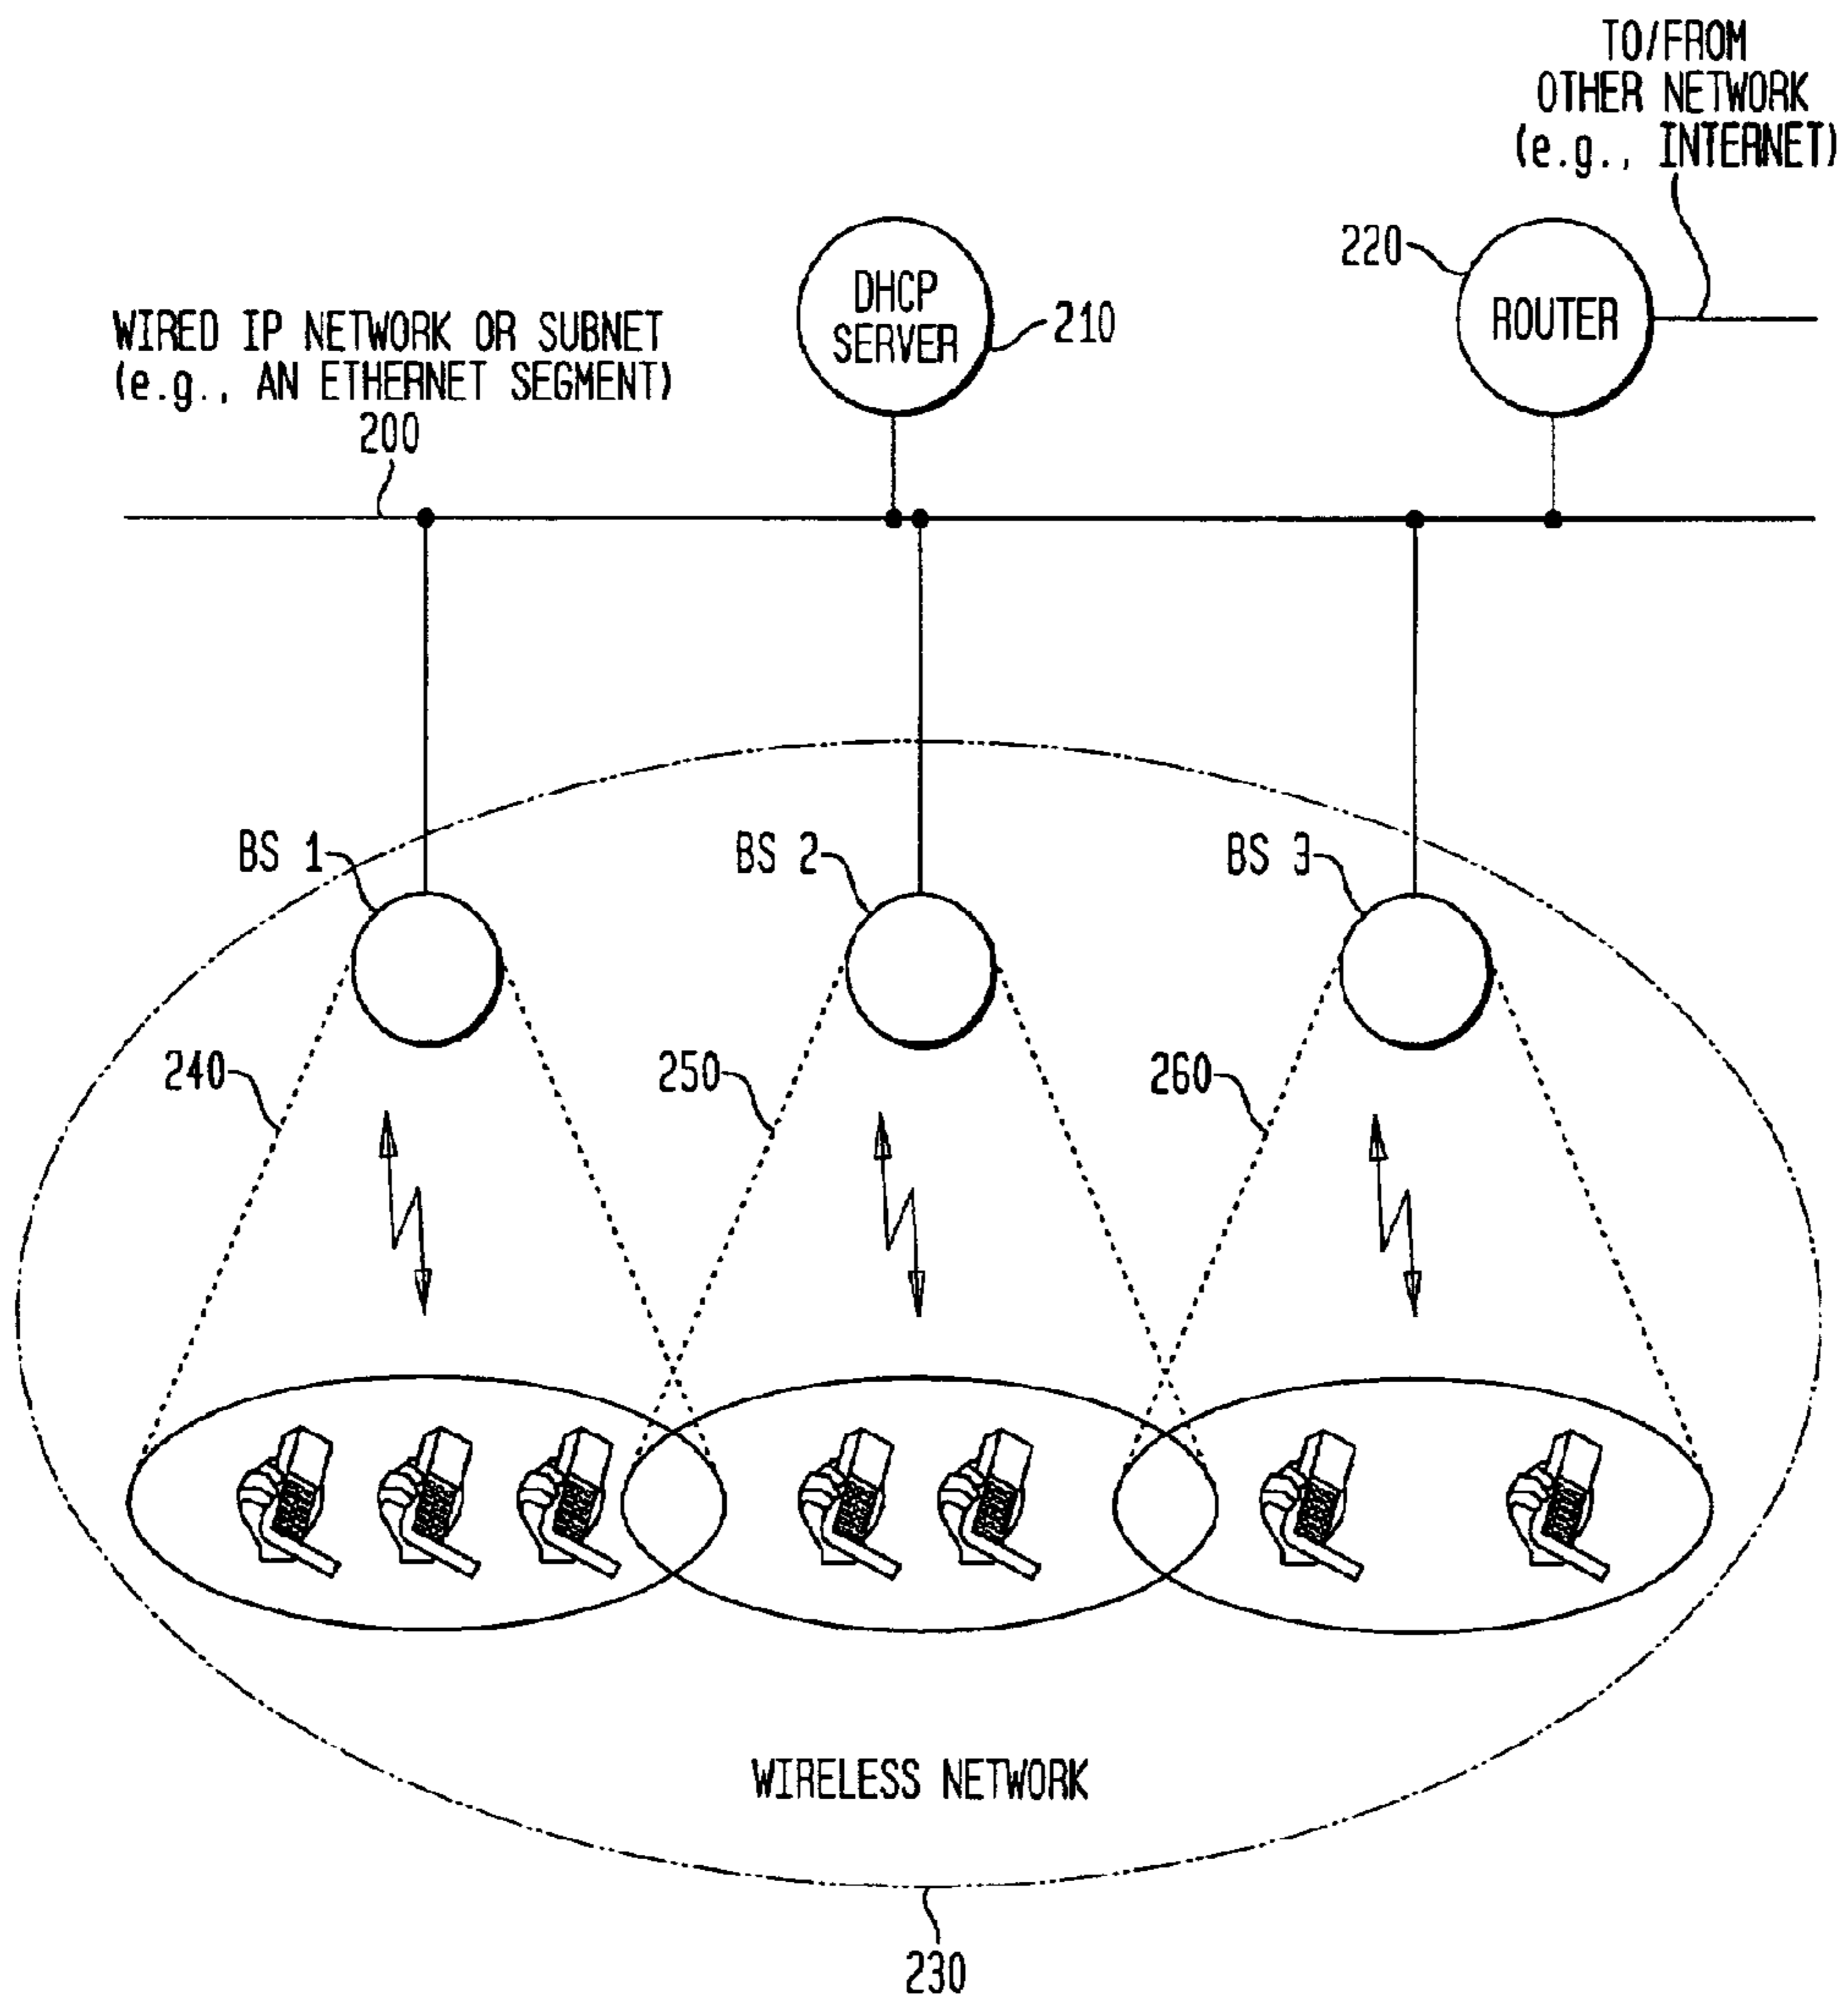 TO/FROM
OTHER NETWORK
(e.g., INTERNET)
220
DHCP
SERVER
210
ROUTER
WIRED IP NETWORK OR SUBNET
(e.g., AN ETHERNET SEGMENT)
200
BS 1
BS 2
BS 3
240
250
260
WIRELESS NETWORK
230